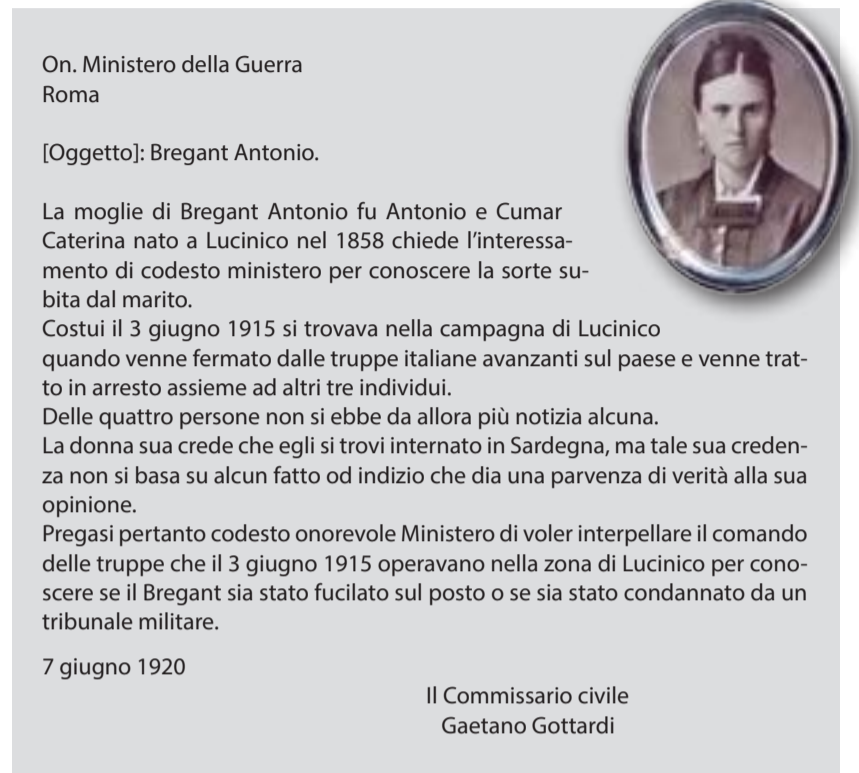 On. Ministero della Guerra
Roma
[Oggetto]: Bregant Antonio.
La moglie di Bregant Antonio fu Antonio e Cumar
Caterina nato a Lucinico nel 1858 chiede l'interessa-
mento di codesto ministero per conoscere la sorte su-
bita dal marito.
Costui il 3 giugno 1915 si trovava nella campagna di Lucinico
quando venne fermato dalle truppe italiane avanzanti sul paese e venne trat-
to in arresto assieme ad altri tre individui.
Delle quattro persone non si ebbe da allora più notizia alcuna.
La donna sua crede che egli si trovi internato in Sardegna, ma tale sua creden-
za non si basa su alcun fatto od indizio che dia una parvenza di verità alla sua
opinione.
Pregasi pertanto codesto onorevole Ministero di voler interpellare il comando
delle truppe che il 3 giugno 1915 operavano nella zona di Lucinico per cono-
scere se il Bregant sia stato fucilato sul posto o se sia stato condannato da un
tribunale militare.
7 giugno 1920
Il Commissario civile
Gaetano Gottardi